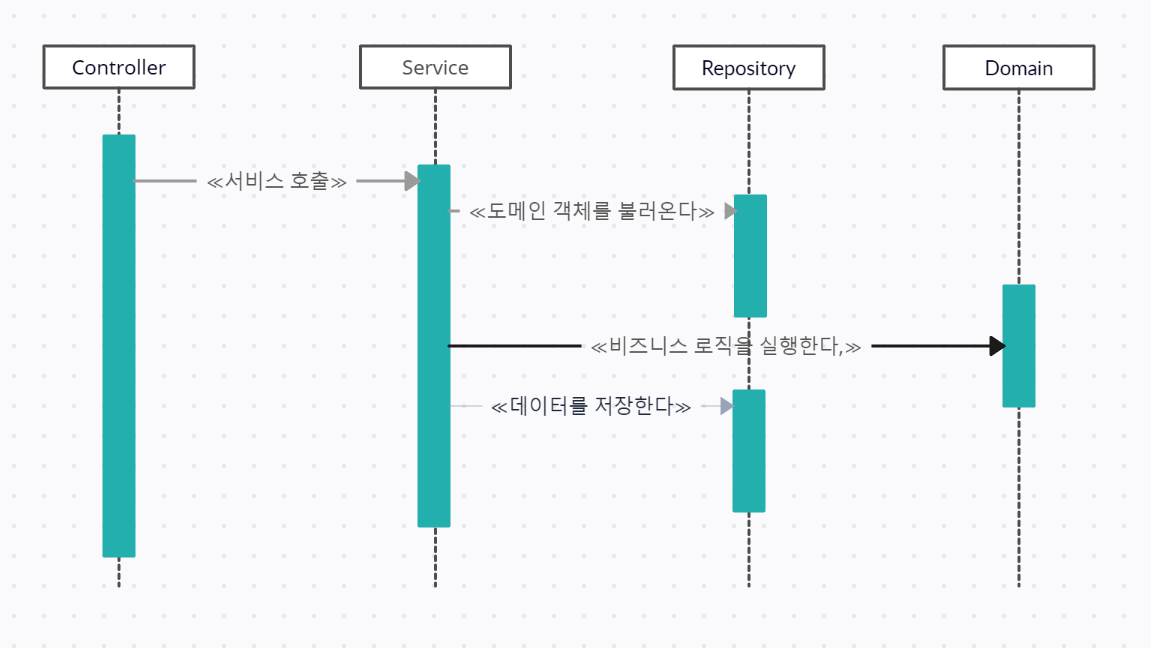 Controller
Service
Repository
Domain
≪서비스 호출≫
≪도메인 객체를 불러온다≫
≪비즈니스 로직을 실행한다,≫
≪데이터를 저장한다≫